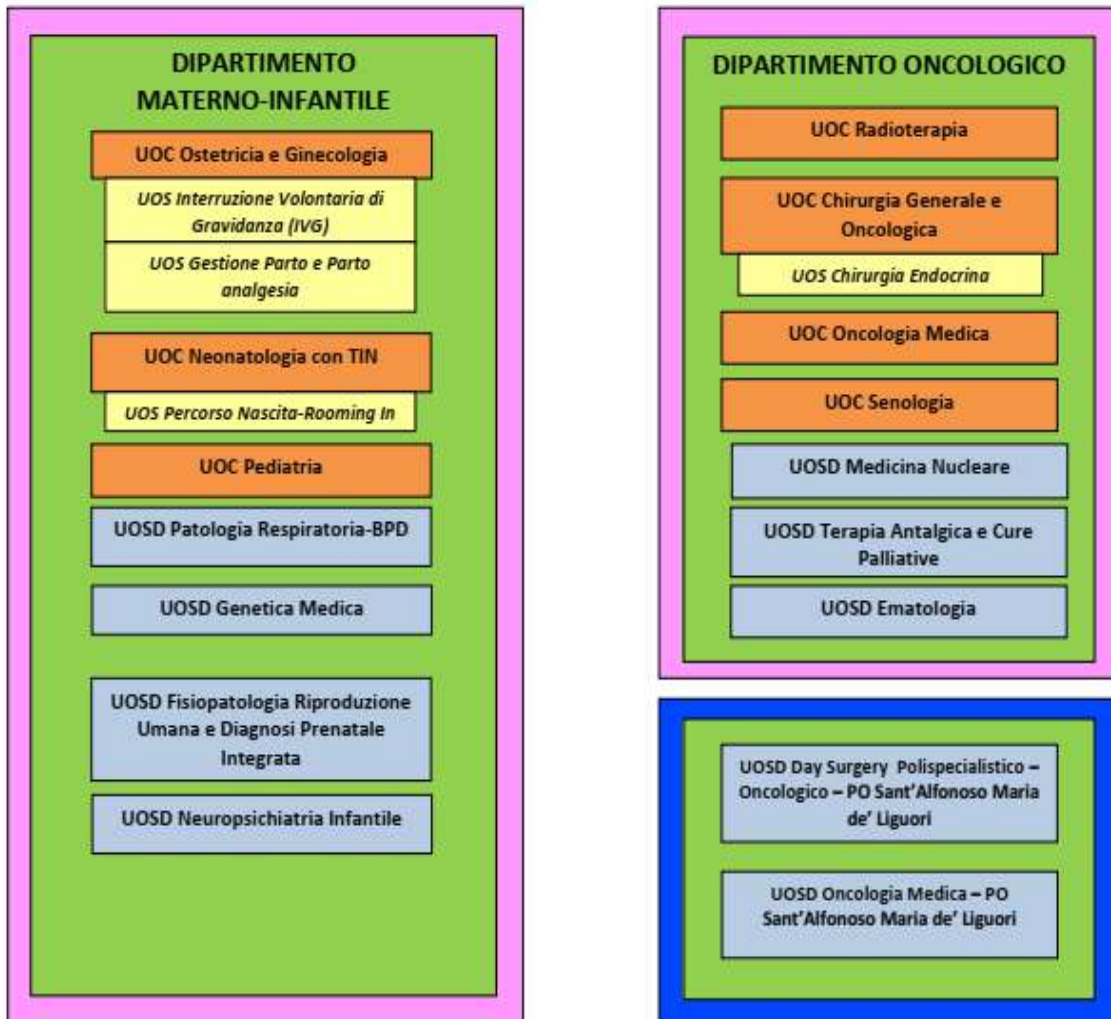 DIPARTIMENTO
MATERNO-INFANTILE
UOC Ostetricia e Ginecologia
UOS Interruzione Volontaria di
Gravidanza (IVG)
UOS Gestione Parto e Parto
analgesia
UOC Neonatologia con TIN
UOS Percorso Nascita-Rooming In
UOC Pediatria
UOSD Patologia Respiratoria-BPD
UOSD Genetica Medica
UOSD Fisiopatologia Riproduzione
Umana e Diagnosi Prenatale
Integrata
UOSD Neuropsichiatria Infantile
DIPARTIMENTO ONCOLOGICO
UOC Radioterapia
UOC Chirurgia Generale e
Oncologica
UOS Chirurgia Endocrina
UOC Oncologia Medica
UOC Senologia
UOSD Medicina Nucleare
UOSD Terapia Antalgica e Cure
Palliative
UOSD Ematologia
UOSD Day Surgery Polispecialistico –
Oncologico – PO Sant’Alfonoso Maria
de’ Liguori
UOSD Oncologia Medica – PO
Sant’Alfonoso Maria de’ Liguori